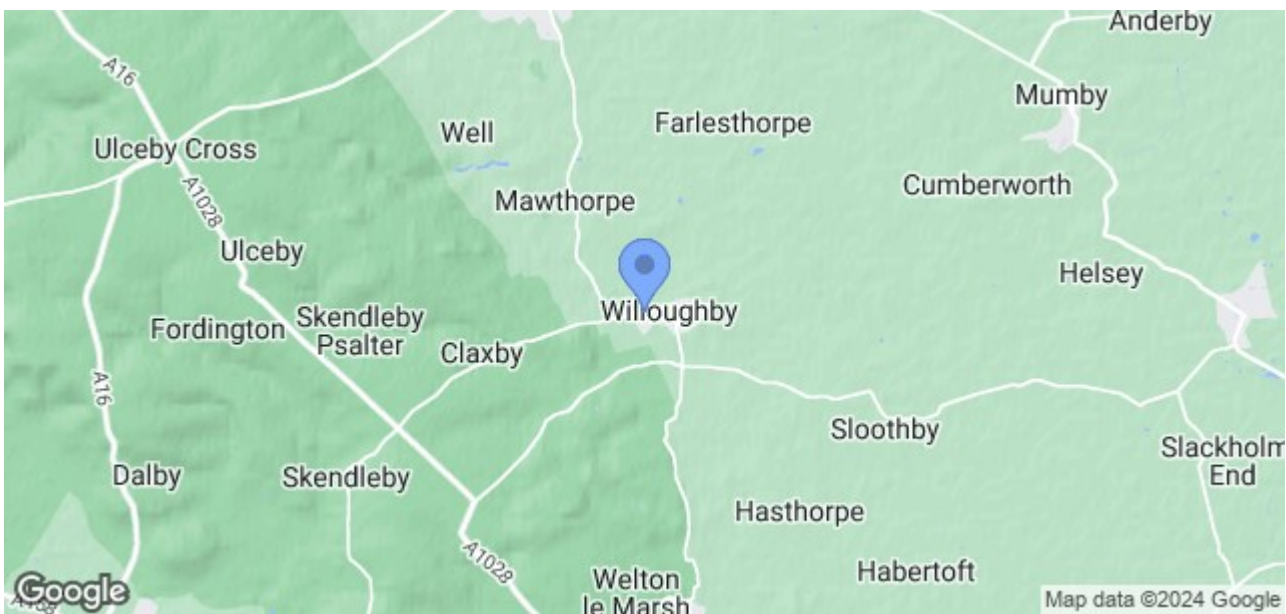 Anderby
A16
Mumby
Well
Farlesthorpe
Ulceby Cross
Cumberworth
A1028
Mawthorpe
Ulceby
Helsey
Willoughby
Skendleby
Psalter
Fordington
Claxby
A16
Sloothby
Slackholm
End
Dalby
Skendleby
Hasthorpe
A1028
Habertoft
Welton
le Marsh
Google
Map data ©2024 Google